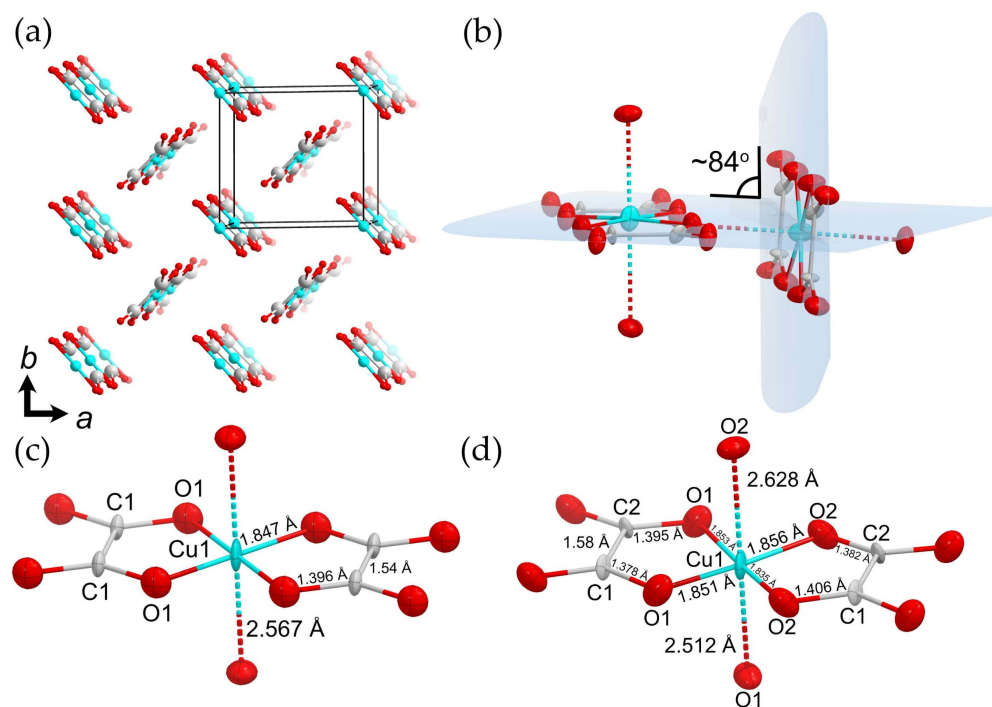 (a)
b
a
(b)
~84°
(c)
C1
O1
Cu1
1.847 Å
C1
O1
1.396 Å
1.54 Å
2.567 Å
(d)
O2
2.628 Å
O1
C2
O2
C2
1.58 Å
1.395 Å
1.853 Å
Cu1
1.856 Å
1.382 Å
1.378 Å
1.835 Å
C1
O1
1.851 Å
1.406 Å
O2
C1
2.512 Å
O1